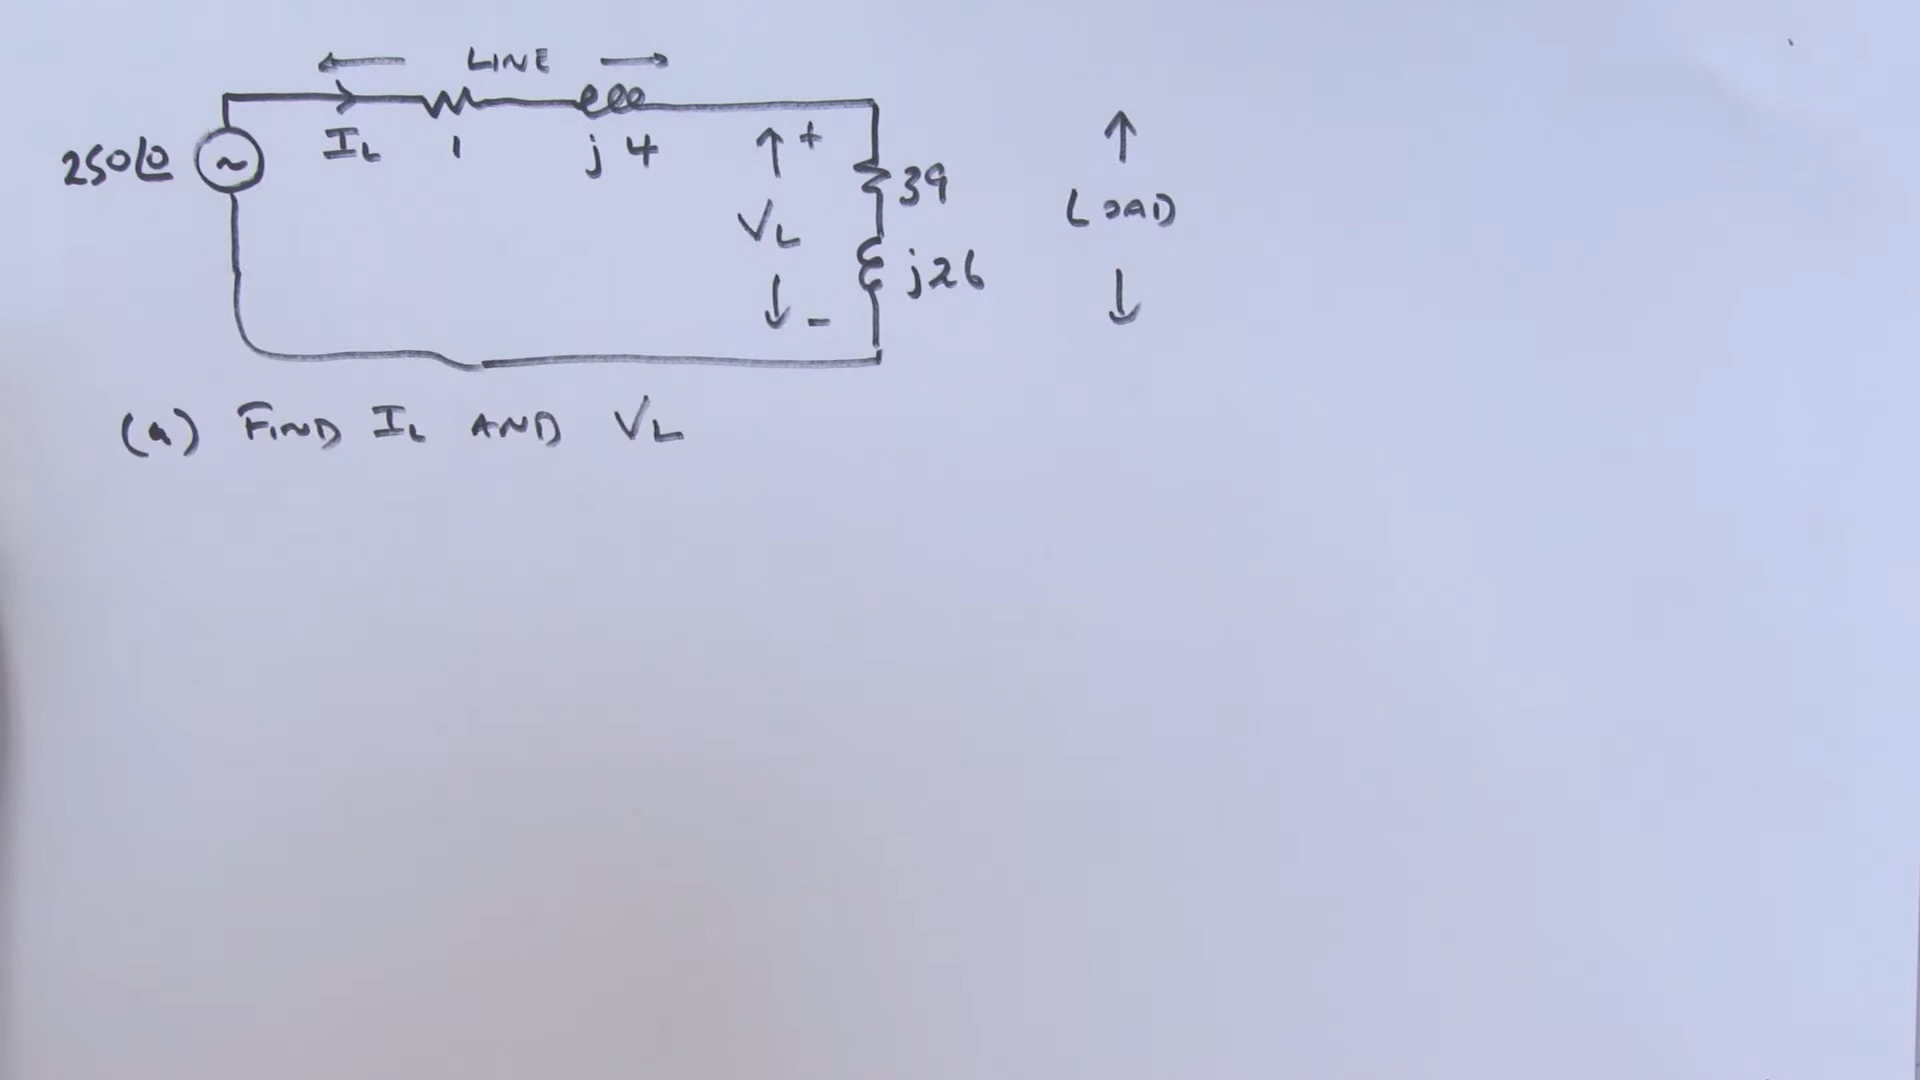 LINE
250∠0
I_L
1
j4
+
V_L
-
39
j26
LOAD
(a) FIND I_L AND V_L